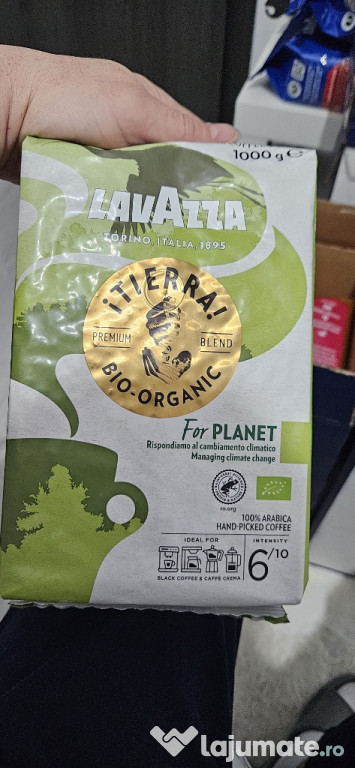 1000 g e
LAVAZZA
TORINO, ITALIA, 1895
¡TIERRA!
PREMIUM BLEND
BIO-ORGANIC
For PLANET
Rispondiamo al cambiamento climatico
Managing climate change
ra.org
100% ARABICA
HAND-PICKED COFFEE
IDEAL FOR
INTENSITY
6/10
BLACK COFFEE & CAFFÈ CREMA
lajumate.ro